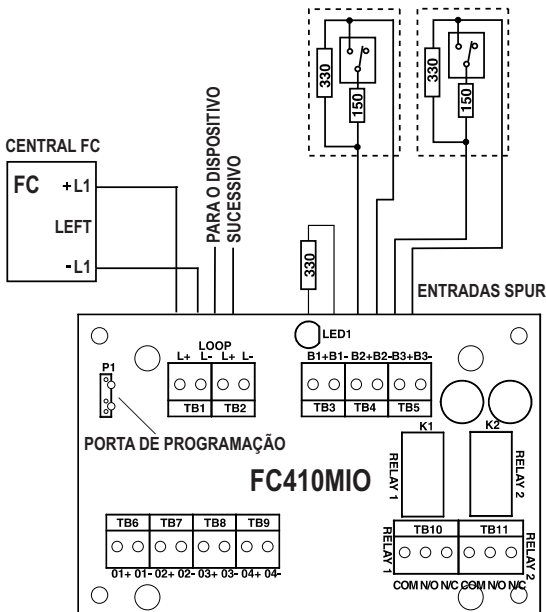 330
150
330
150
CENTRAL FC
FC
+L1
LEFT
-L1
PARA O DISPOSITIVO
SUCESSIVO
330
ENTRADAS SPUR
LED1
LOOP
L+ L- L+ L-
B1+B1- B2+B2-B3+B3-
P1
TB1 TB2 TB3 TB4 TB5
PORTA DE PROGRAMAÇÃO
K1 K2
RELAY 1
RELAY 2
FC410MIO
TB6 TB7 TB8 TB9
01+ 01- 02+ 02- 03+ 03- 04+ 04-
RELAY 1
TB10 TB11
RELAY 2
COM N/O N/C COM N/O N/C